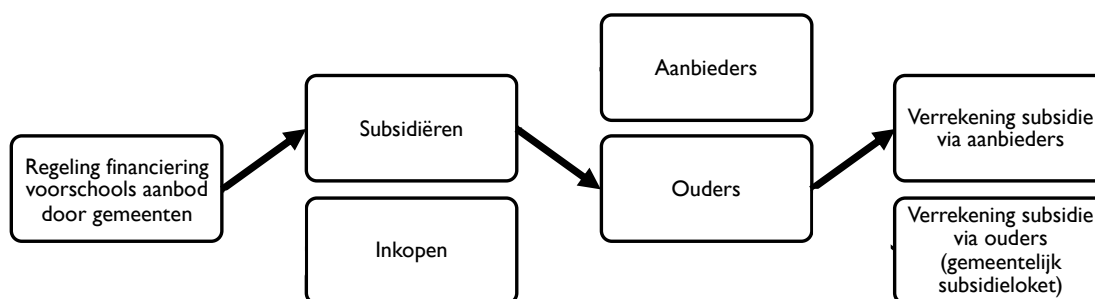 Regeling financiering
voorschools aanbod
door gemeenten
Subsidiëren
Inkopen
Aanbieders
Ouders
Verrekening subsidie
via aanbieders
Verrekening subsidie
via ouders
(gemeentelijk
subsidieloket)